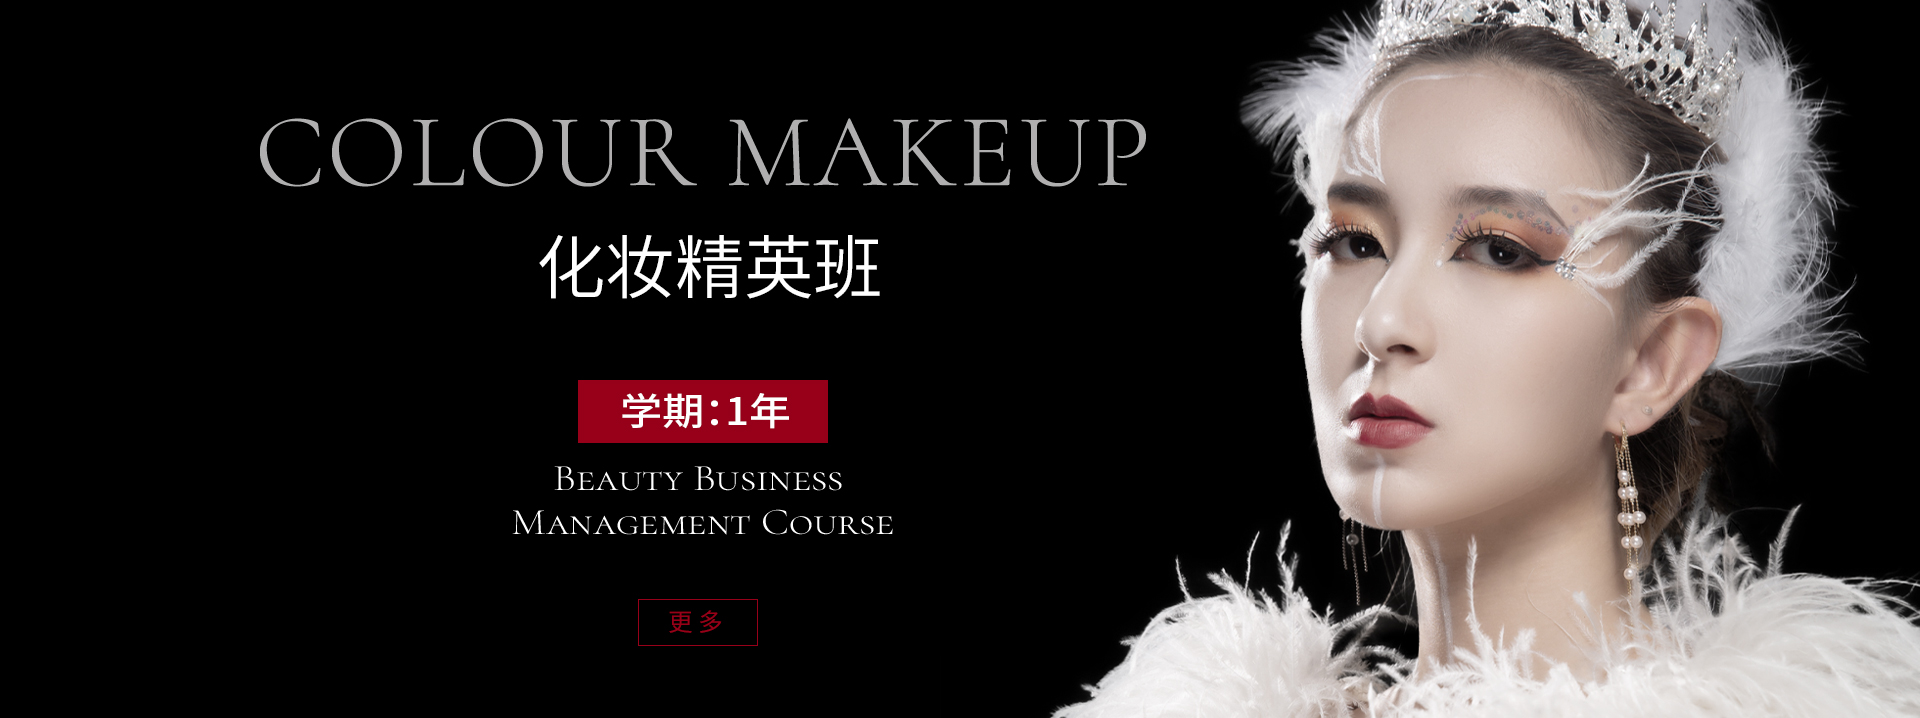 COLOUR MAKEUP
化妆精英班
学期：1年
Beauty Business
Management Course
更多